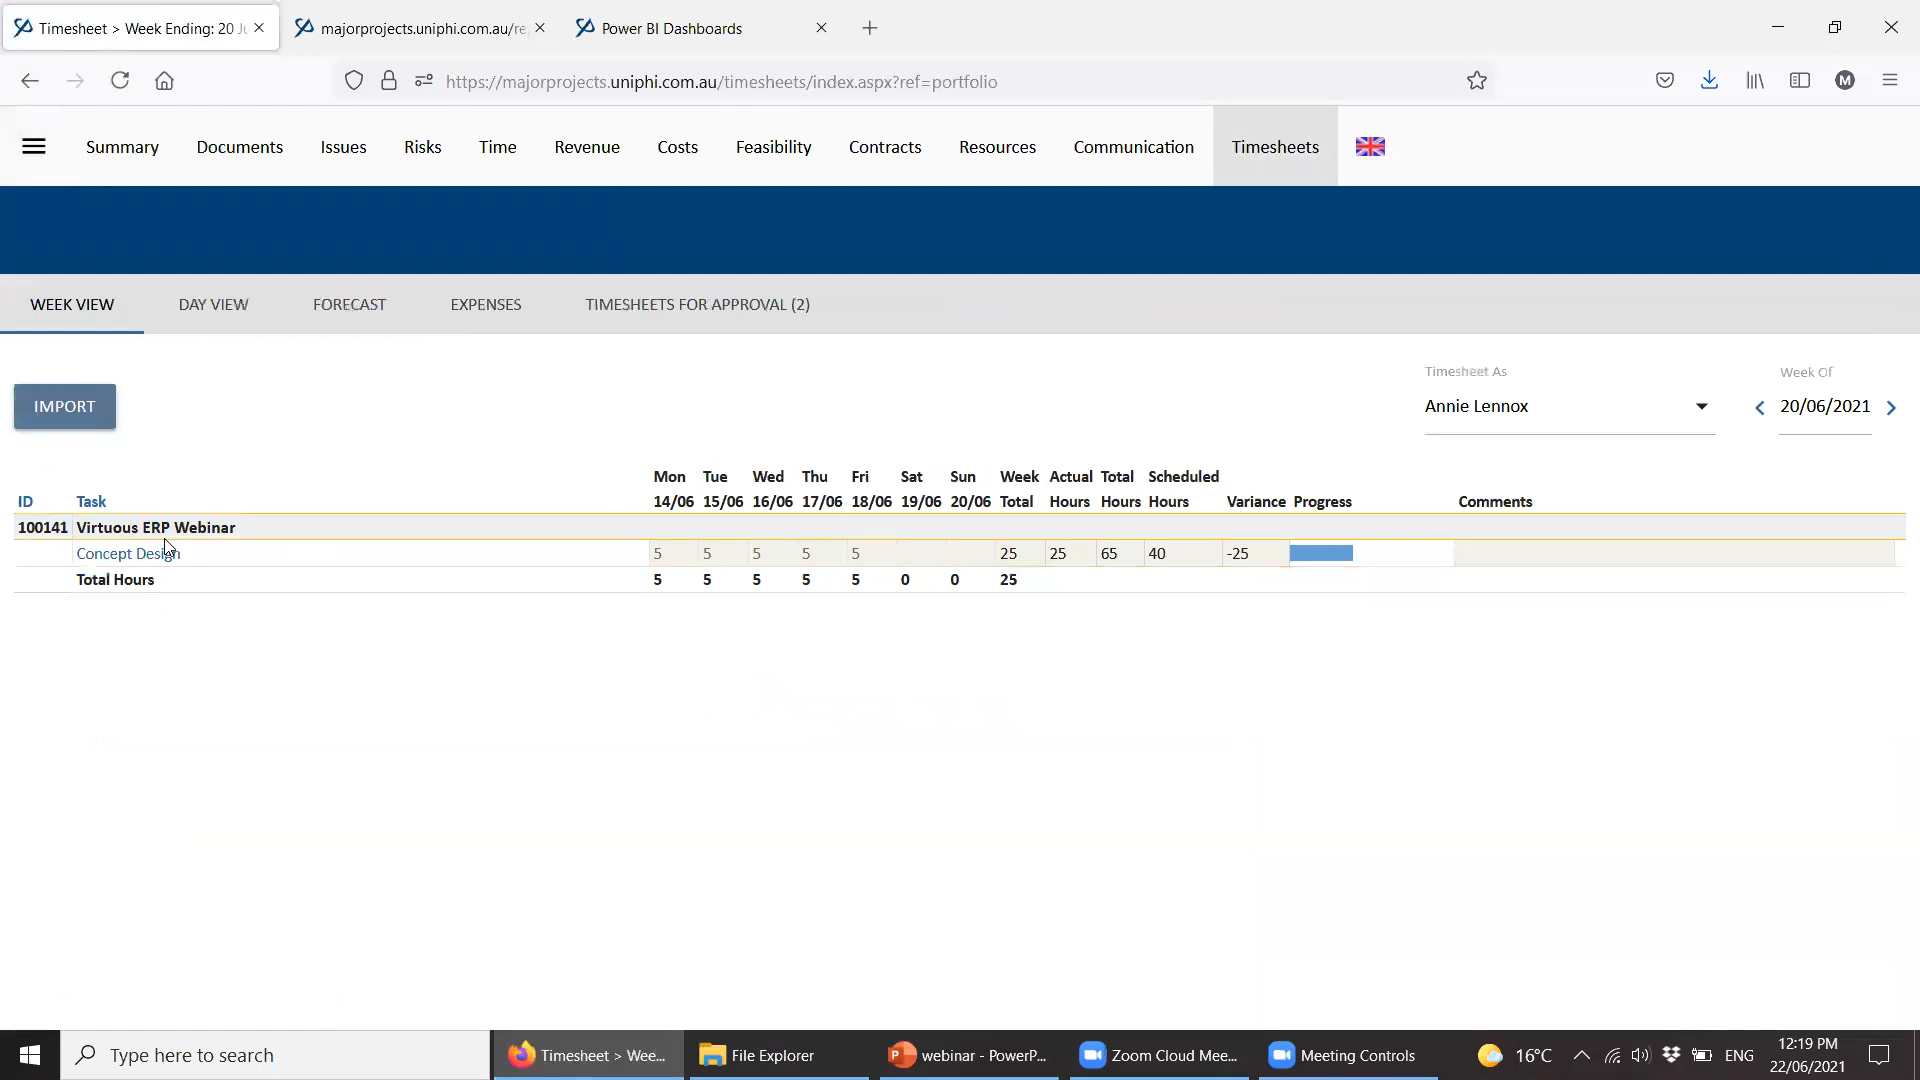 Timesheet > Week Ending: 20 Ju
majorprojects.uniphi.com.au/re
Power BI Dashboards
https://majorprojects.uniphi.com.au/timesheets/index.aspx?ref=portfolio
M
Summary Documents Issues Risks Time Revenue Costs Feasibility Contracts Resources Communication Timesheets
WEEK VIEW DAY VIEW FORECAST EXPENSES TIMESHEETS FOR APPROVAL (2)
Timesheet As Week Of
IMPORT Annie Lennox 20/06/2021
Mon Tue Wed Thu Fri Sat Sun Week Actual Total Scheduled
ID Task 14/06 15/06 16/06 17/06 18/06 19/06 20/06 Total Hours Hours Hours Variance Progress Comments
100141 Virtuous ERP Webinar
Concept Design 5 5 5 5 5 25 25 65 40 -25
Total Hours 5 5 5 5 5 0 0 25
Type here to search Timesheet > Wee... File Explorer webinar - PowerP... Zoom Cloud Mee... Meeting Controls 16°C ENG 12:19 PM
22/06/2021